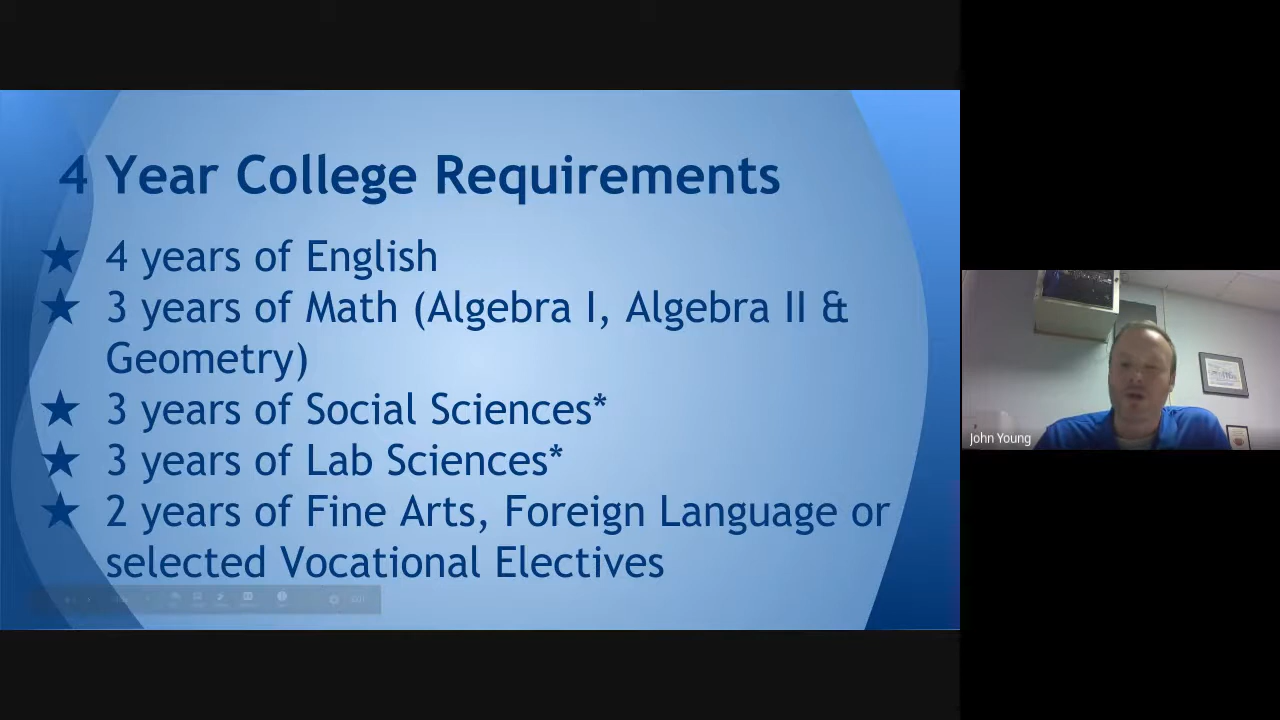 4 Year College Requirements
★ 4 years of English
★ 3 years of Math (Algebra I, Algebra II &
Geometry)
★ 3 years of Social Sciences*
★ 3 years of Lab Sciences*
★ 2 years of Fine Arts, Foreign Language or
selected Vocational Electives
John Young